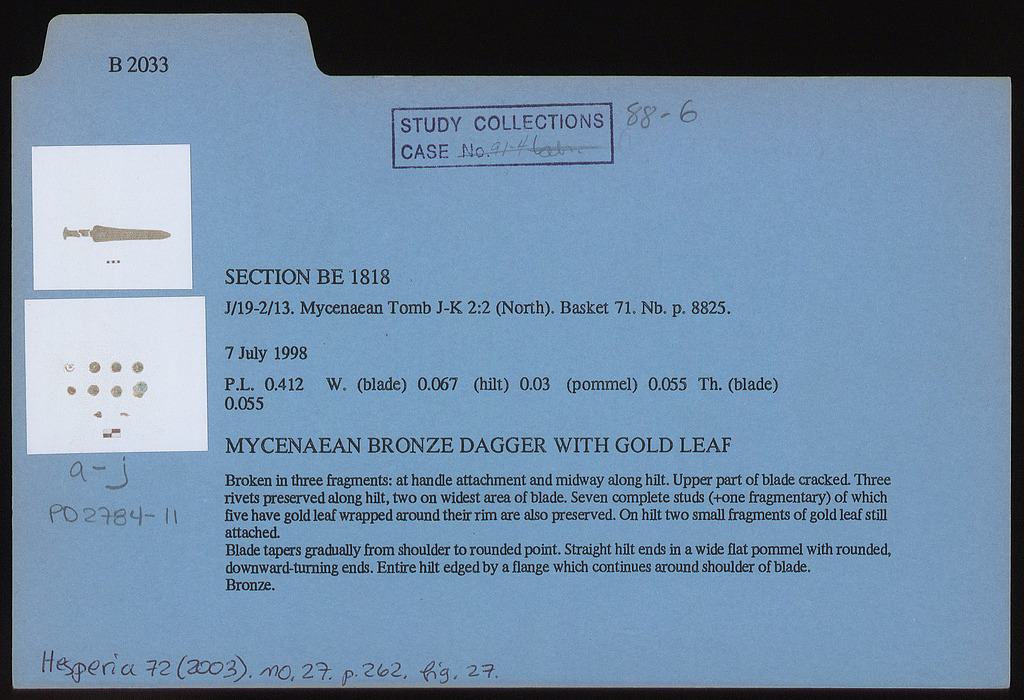 B 2033
STUDY COLLECTIONS 88-6
CASE No. 91-4
SECTION BE 1818
J/19-2/13. Mycenaean Tomb J-K 2:2 (North). Basket 71. Nb. p. 8825.
7 July 1998
P.L. 0.412 W. (blade) 0.067 (hilt) 0.03 (pommel) 0.055 Th. (blade)
0.055
MYCENAEAN BRONZE DAGGER WITH GOLD LEAF
a-j
PD2784-11
Broken in three fragments: at handle attachment and midway along hilt. Upper part of blade cracked. Three
rivets preserved along hilt, two on widest area of blade. Seven complete studs (+one fragmentary) of which
five have gold leaf wrapped around their rim are also preserved. On hilt two small fragments of gold leaf still
attached.
Blade tapers gradually from shoulder to rounded point. Straight hilt ends in a wide flat pommel with rounded,
downward-turning ends. Entire hilt edged by a flange which continues around shoulder of blade.
Bronze.
Hesperia 72 (2003). no. 27. p. 262. fig. 27.